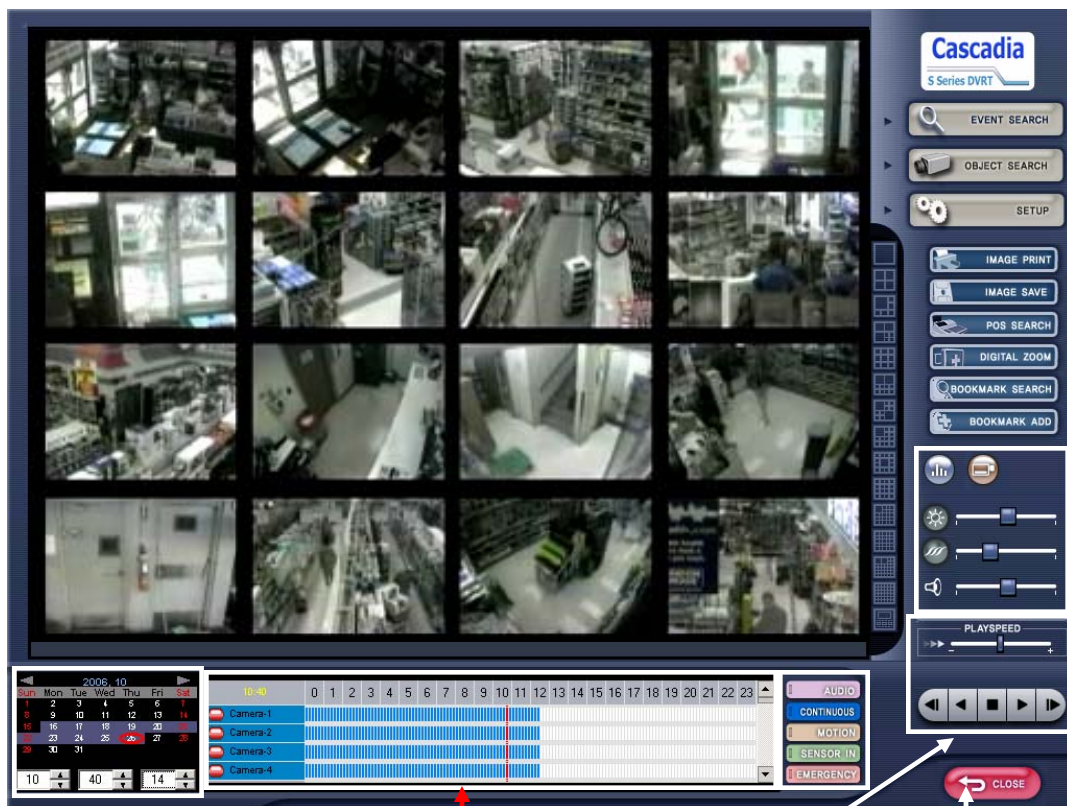 Cascadia
S Series DVRT
EVENT SEARCH
OBJECT SEARCH
SETUP
IMAGE PRINT
IMAGE SAVE
POS SEARCH
DIGITAL ZOOM
BOOKMARK SEARCH
BOOKMARK ADD
PLAYSPEED
- +
2006, 10
Sun Mon Tue Wed Thu Fri Sat
1 2 3 4 5 6 7
8 9 10 11 12 13 14
15 16 17 18 19 20 21
22 23 24 25 26 27 28
29 30 31
10 40 14
10:40 0 1 2 3 4 5 6 7 8 9 10 11 12 13 14 15 16 17 18 19 20 21 22 23
Camera-1
Camera-2
Camera-3
Camera-4
AUDIO
CONTINUOUS
MOTION
SENSOR IN
EMERGENCY
CLOSE